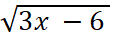 √(3x − 6)